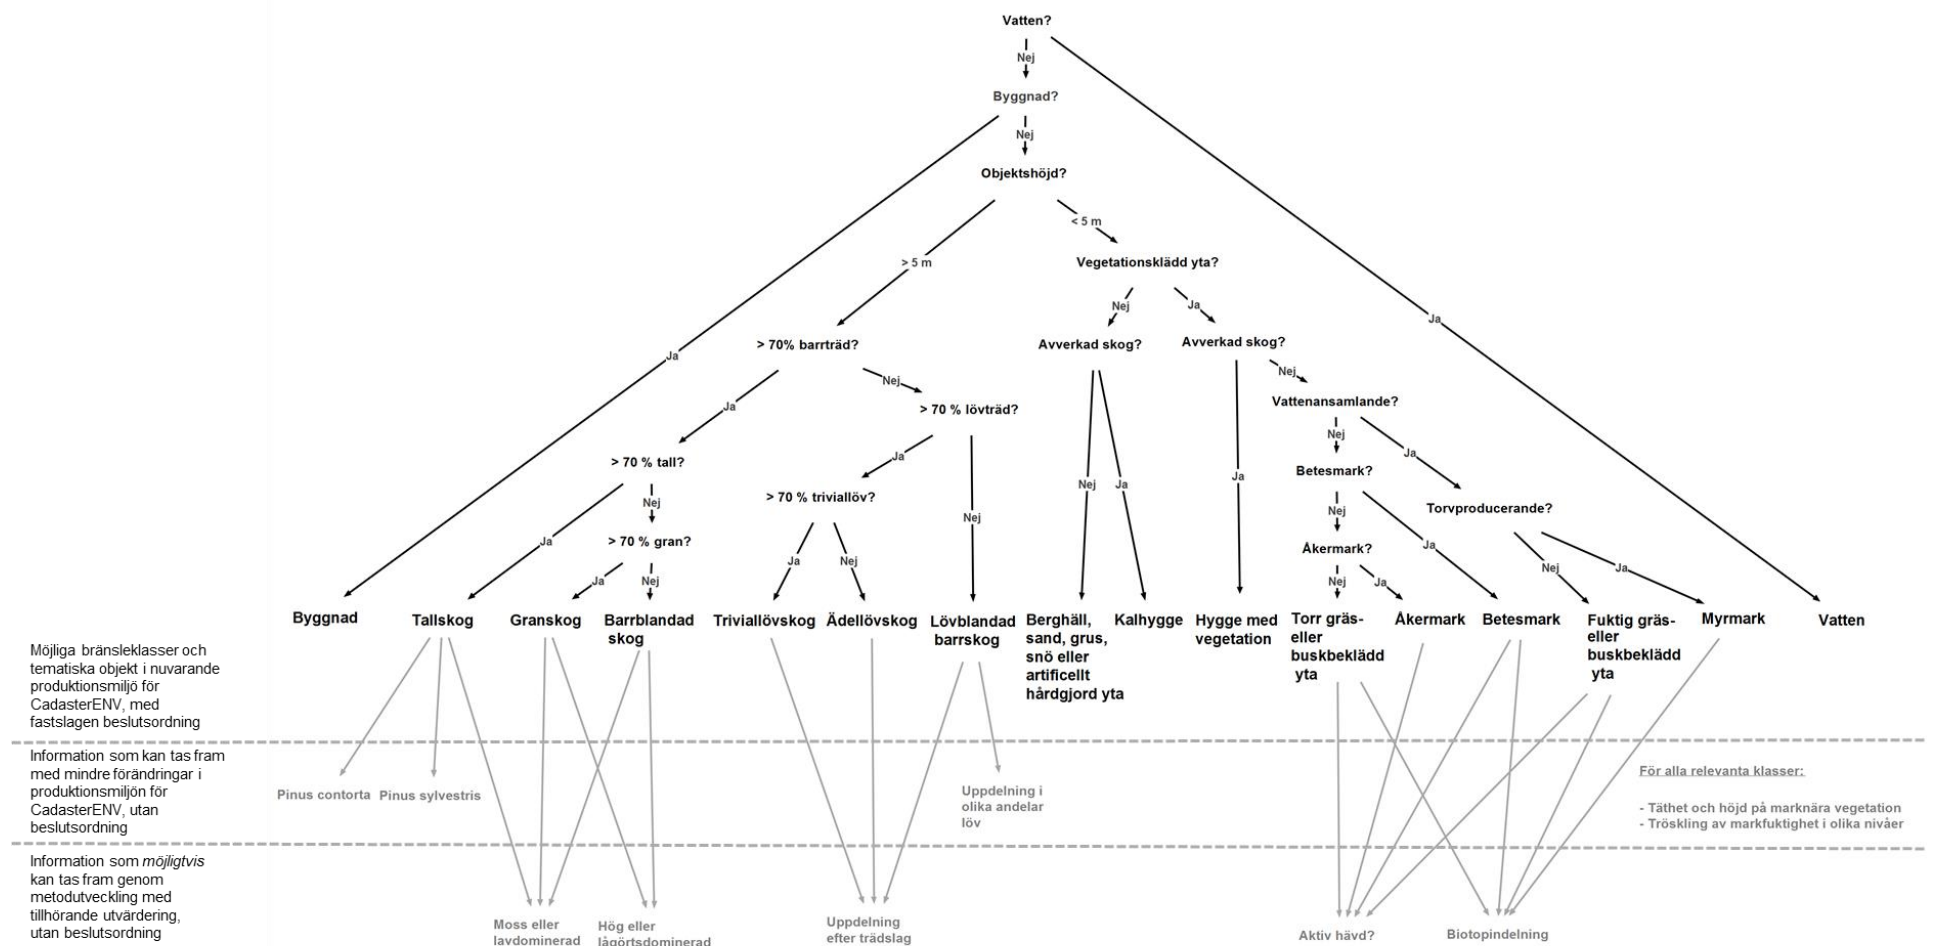 Vatten?
Nej
Byggnad?
Nej
Objektshöjd?
< 5 m
> 5 m
Vegetationsklädd yta?
Nej
Ja
Ja
Ja
> 70% barrträd?
Avverkad skog?
Avverkad skog?
Nej
Nej
Ja
> 70 % lövträd?
Vattenansamlande?
Nej
Ja
Ja
> 70 % tall?
Betesmark?
Nej
Ja
Ja
> 70 % triviallöv?
Nej
Nej
Torvproducerande?
Nej
Ja
> 70 % gran?
Åkermark?
Ja
Ja
Nej
Nej
Ja
Ja
Nej
Nej
Ja
Byggnad
Tallskog
Granskog
Barrblandad
skog
Triviallövskog
Ädellövskog
Lövblandad
barrskog
Berghäll,
sand, grus,
snö eller
artificellt
hårdgjord yta
Kalhygge
Hygge med
vegetation
Torr gräs-
eller
buskbeklädd
yta
Åkermark
Betesmark
Fuktig gräs-
eller
buskbeklädd
yta
Myrmark
Vatten
Möjliga bränsleklasser och
tematiska objekt i nuvarande
produktionsmiljö för
CadasterENV, med
fastslagen beslutsordning
Information som kan tas fram
med mindre förändringar i
produktionsmiljön för
CadasterENV, utan
beslutsordning
Pinus contorta
Pinus sylvestris
Uppdelning i
olika andelar
löv
För alla relevanta klasser:
- Täthet och höjd på marknära vegetation
- Tröskling av markfuktighet i olika nivåer
Information som möjligtvis
kan tas fram genom
metodutveckling med
tillhörande utvärdering,
utan beslutsordning
Moss eller
lavdominerad
Hög eller
lågörtsdominerad
Uppdelning
efter trädslag
Aktiv hävd?
Biotopindelning